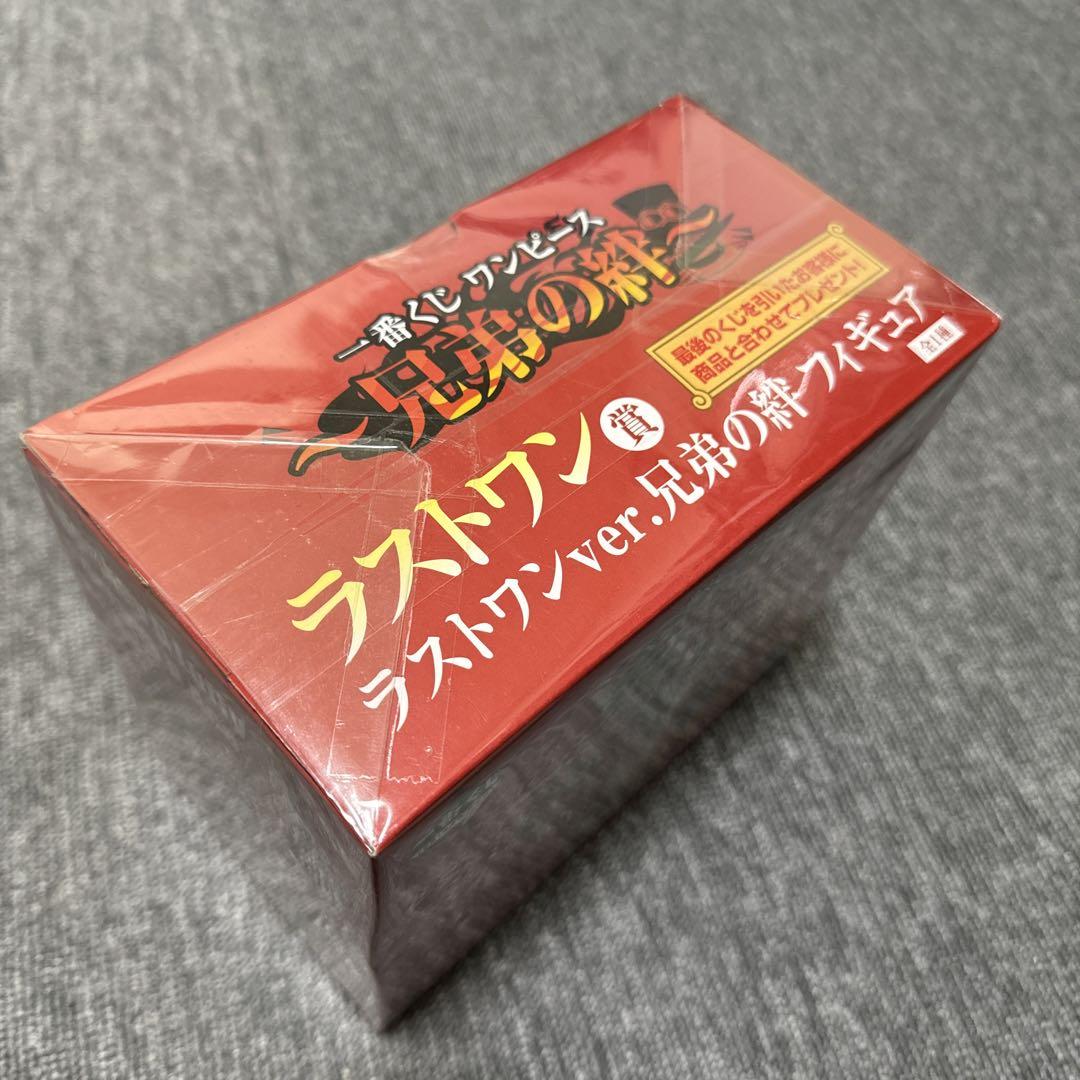 一番くじ ワンピース
～兄弟の絆～
最後のくじを引いたお客様に
商品と合わせてプレゼント!
ラストワン賞
ラストワンver.兄弟の絆 フィギュア
全1種